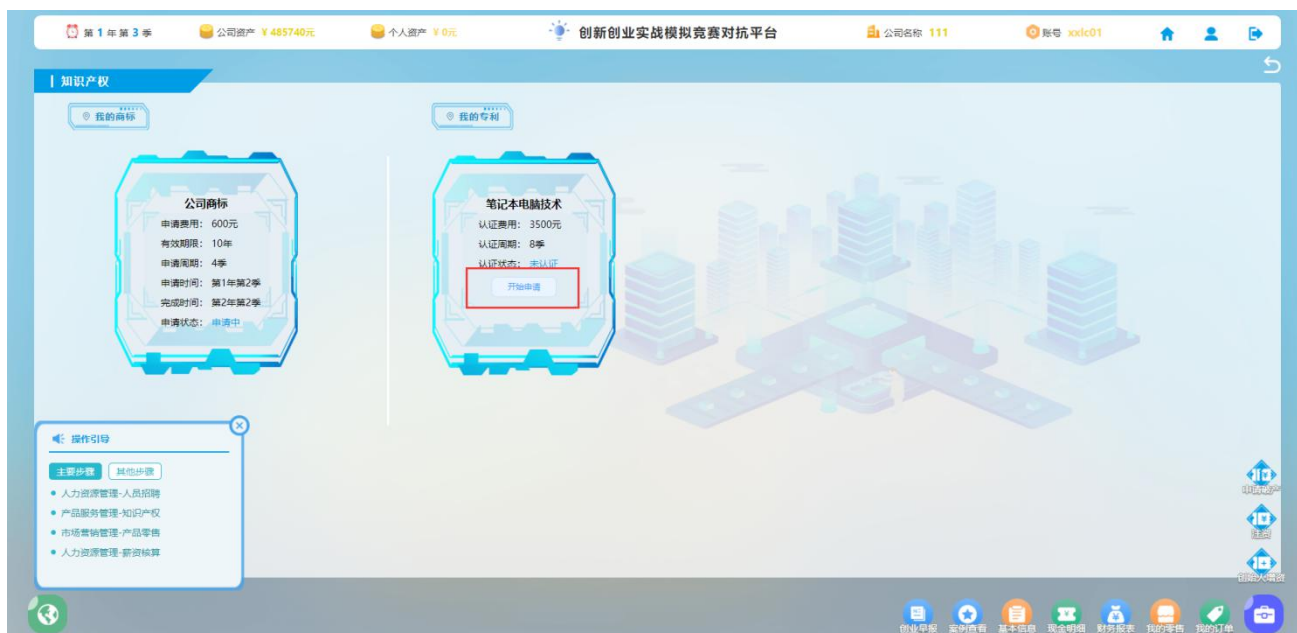 第 1 年 第 3 季
公司资产 ¥ 485740元
个人资产 ¥ 0元
创新创业实战模拟竞赛对抗平台
公司名称 111
账号 xxlc01
知识产权
我的商标
我的专利
公司商标
申请费用： 600元
有效期限： 10年
申请周期： 4季
申请时间： 第1年第2季
完成时间： 第2年第2季
申请状态： 申请中
笔记本电脑技术
认证费用： 3500元
认证周期： 8季
认证状态： 未认证
开始申请
操作引导
主要步骤
其他步骤
人力资源管理-人员招聘
产品服务管理-知识产权
市场营销管理-产品零售
人力资源管理-薪资核算
申请破产
注资
创始人增资
创业早报
案例查看
基本信息
现金明细
财务报表
我的零售
我的订单